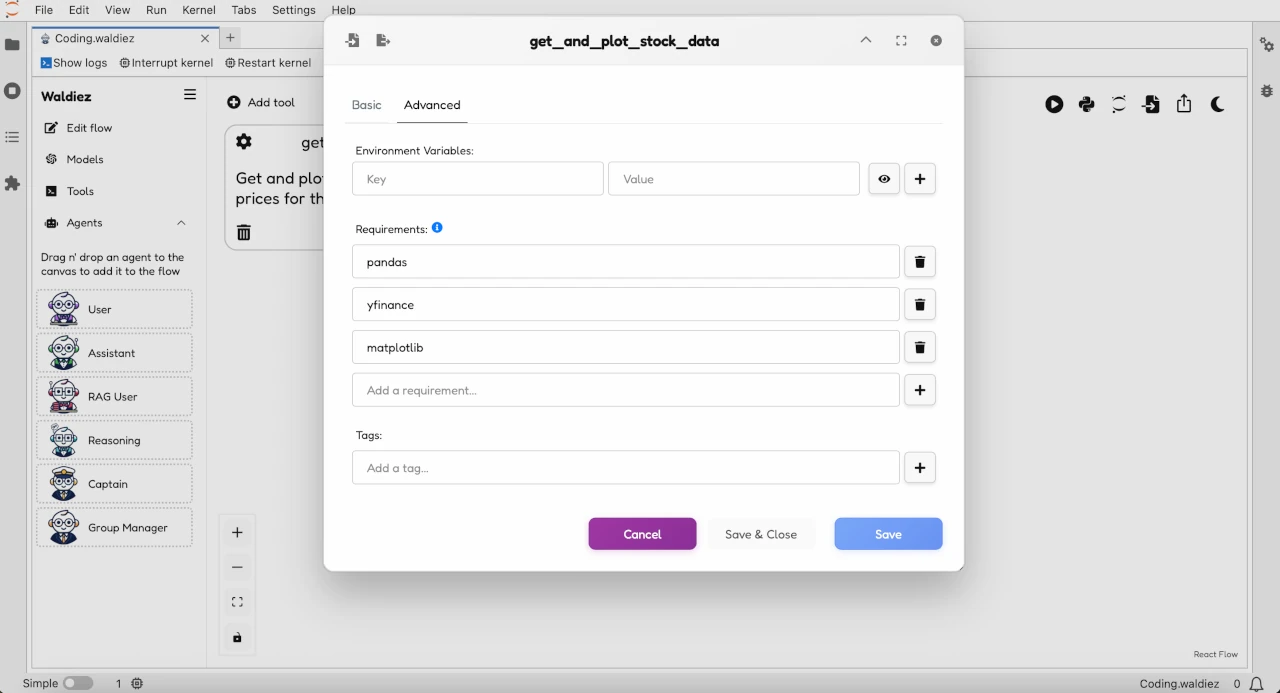 File Edit View Run Kernel Tabs Settings Help
Coding.waldiez
Show logs Interrupt kernel Restart kernel
get_and_plot_stock_data
Waldiez
Add tool
Edit flow
Models
Tools
Agents
Drag n' drop an agent to the
canvas to add it to the flow
User
Assistant
RAG User
Reasoning
Captain
Group Manager
get
Get and plo
prices for th
Basic Advanced
Environment Variables:
Key Value
Requirements:
pandas
yfinance
matplotlib
Add a requirement...
Tags:
Add a tag...
Cancel Save & Close Save
React Flow
Simple 1 Coding.waldiez 0